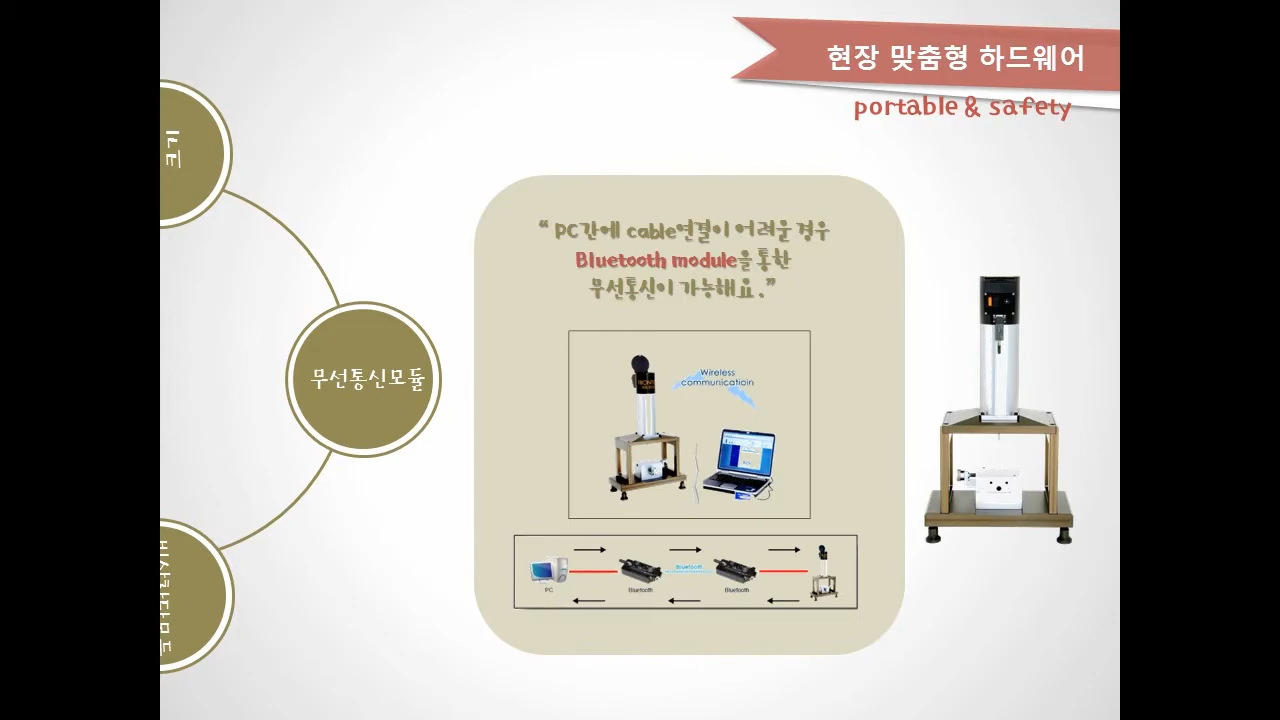 현장 맞춤형 하드웨어
portable & safety
“ PC간에 cable연결이 어려운 경우
Bluetooth module을 통한
무선통신이 가능해요.”
무선통신모듈
Wireless
communicatioin
Bluetooth
PC
Bluetooth
Bluetooth